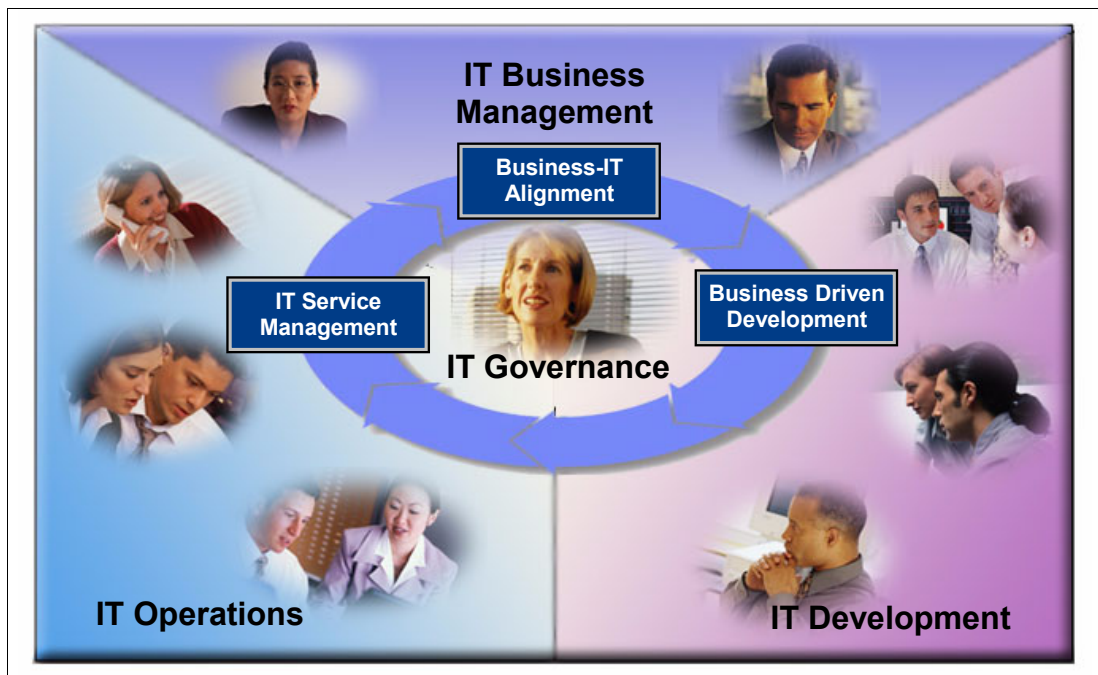 IT Business
Management
Business-IT
Alignment
IT Service
Management
Business Driven
Development
IT Governance
IT Operations
IT Development